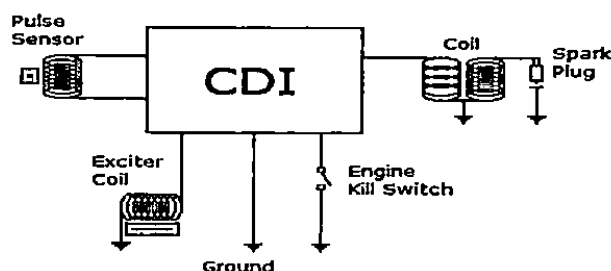 Pulse
Sensor
CDI
Coil
Spark
Plug
Exciter
Coil
Engine
Kill Switch
Ground